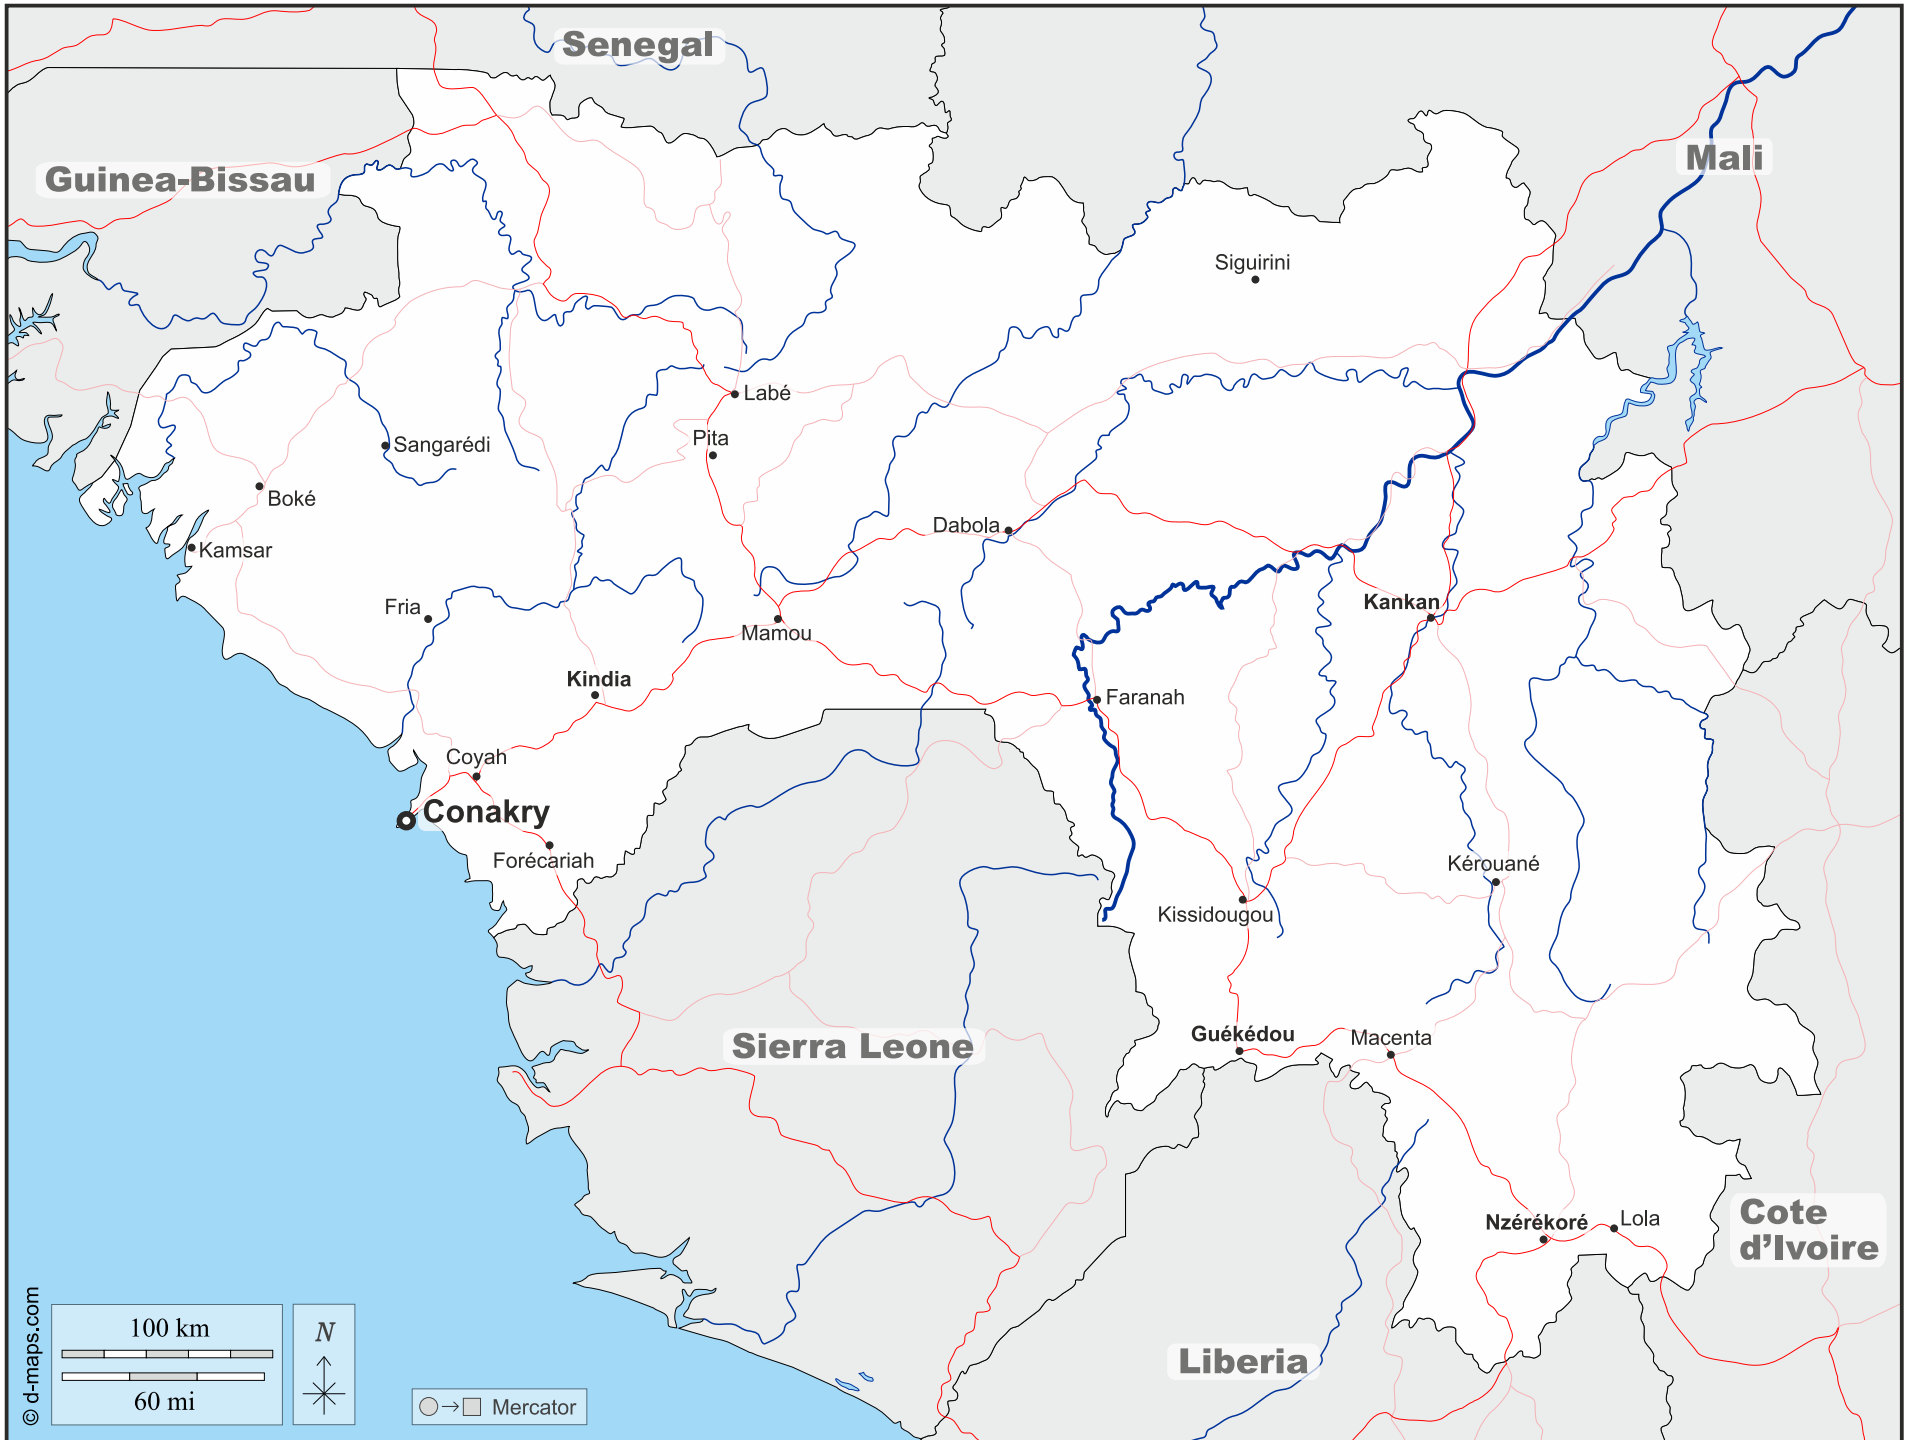 Senegal
Mali
Guinea-Bissau
Siguirini
Labé
Pita
Sangarédi
Boké
Dabola
Kamsar
Kankan
Fria
Mamou
Kindia
Faranah
Coyah
Conakry
Forécariah
Kérouané
Kissidougou
Guékédou
Macenta
Sierra Leone
Nzérékoré
Lola
Cote
d'Ivoire
Liberia
© d-maps.com
100 km
60 mi
N
Mercator